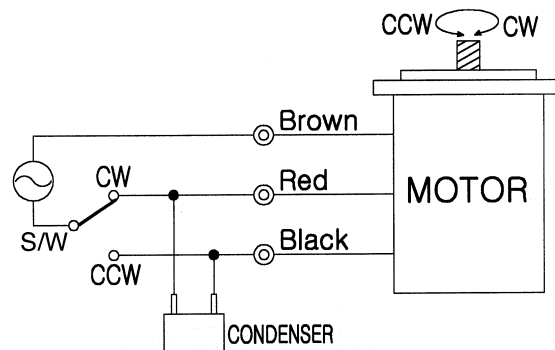 CCW CW
Brown
CW
Red
MOTOR
S/W
Black
CCW
CONDENSER